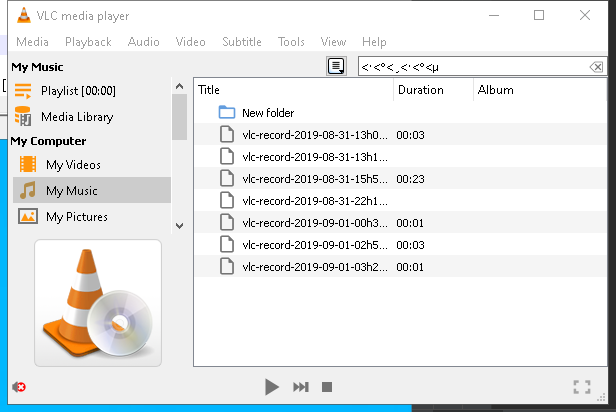 VLC media player
Media Playback Audio Video Subtitle Tools View Help
My Music
Playlist [00:00]
Media Library
My Computer
My Videos
My Music
My Pictures
Title Duration Album
New folder
vlc-record-2019-08-31-13h0... 00:03
vlc-record-2019-08-31-13h1...
vlc-record-2019-08-31-15h5... 00:23
vlc-record-2019-08-31-22h1...
vlc-record-2019-09-01-00h3... 00:01
vlc-record-2019-09-01-02h5... 00:03
vlc-record-2019-09-01-03h2... 00:01